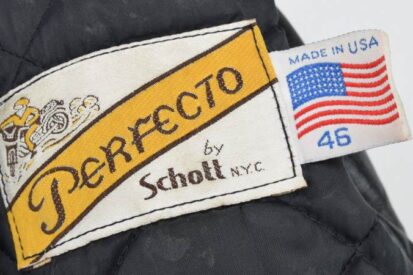 PERFECTO
by
Schott N.Y.C.
MADE IN USA
46